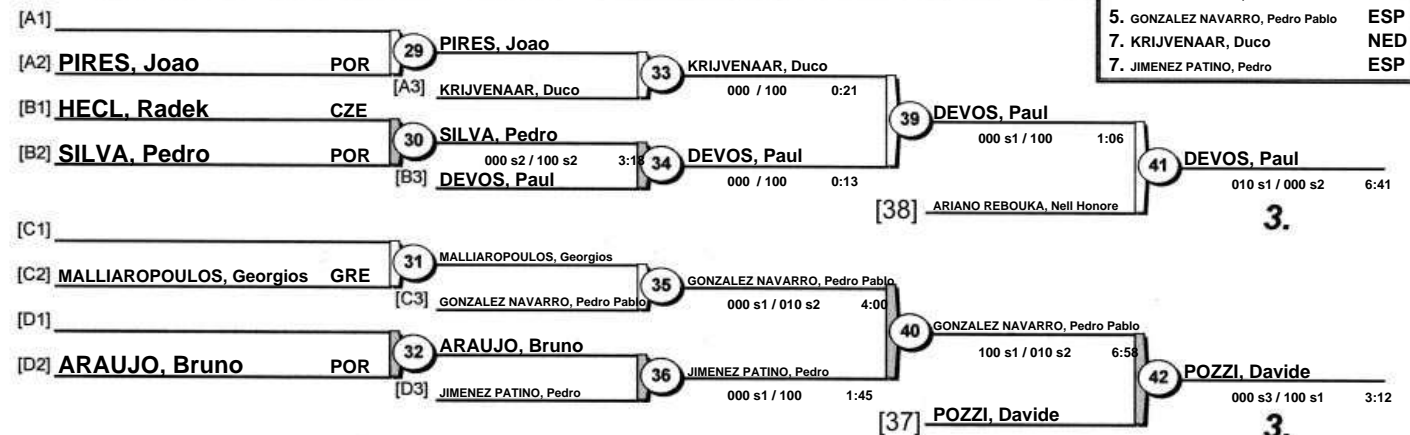 5. GONZALEZ NAVARRO, Pedro Pablo ESP
7. KRIJVENAAR, Duco NED
7. JIMENEZ PATINO, Pedro ESP
[A1]
[A2] PIRES, Joao POR
29
PIRES, Joao
[A3] KRIJVENAAR, Duco
33
KRIJVENAAR, Duco
000 / 100 0:21
[B1] HECL, Radek CZE
[B2] SILVA, Pedro POR
30
SILVA, Pedro
000 s2 / 100 s2 3:18
[B3] DEVOS, Paul
34
DEVOS, Paul
000 / 100 0:13
39
DEVOS, Paul
000 s1 / 100 1:06
[38] ARIANO REBOUKA, Nell Honore
41
DEVOS, Paul
010 s1 / 000 s2 6:41
3.
[C1]
[C2] MALLIAROPOULOS, Georgios GRE
31
MALLIAROPOULOS, Georgios
[C3] GONZALEZ NAVARRO, Pedro Pablo
35
GONZALEZ NAVARRO, Pedro Pablo
000 s1 / 010 s2 4:00
[D1]
[D2] ARAUJO, Bruno POR
32
ARAUJO, Bruno
[D3] JIMENEZ PATINO, Pedro
36
JIMENEZ PATINO, Pedro
000 s1 / 100 1:45
40
GONZALEZ NAVARRO, Pedro Pablo
100 s1 / 010 s2 6:58
[37] POZZI, Davide
42
POZZI, Davide
000 s3 / 100 s1 3:12
3.